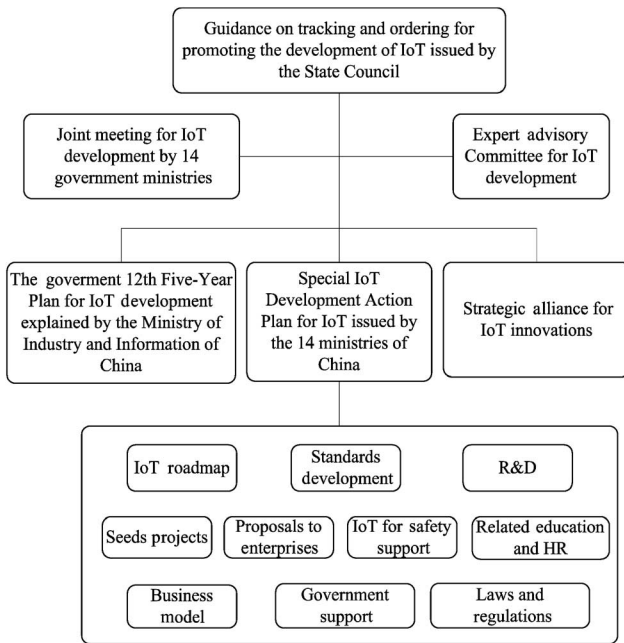 Guidance on tracking and ordering for
promoting the development of IoT issued by
the State Council
Joint meeting for IoT
development by 14
government ministries
Expert advisory
Committee for IoT
development
The goverment 12th Five-Year
Plan for IoT development
explained by the Ministry of
Industry and Information of
China
Special IoT
Development Action
Plan for IoT issued by
the 14 ministries of
China
Strategic alliance for
IoT innovations
IoT roadmap
Standards
development
R&D
Seeds projects
Proposals to
enterprises
IoT for safety
support
Related education
and HR
Business
model
Government
support
Laws and
regulations